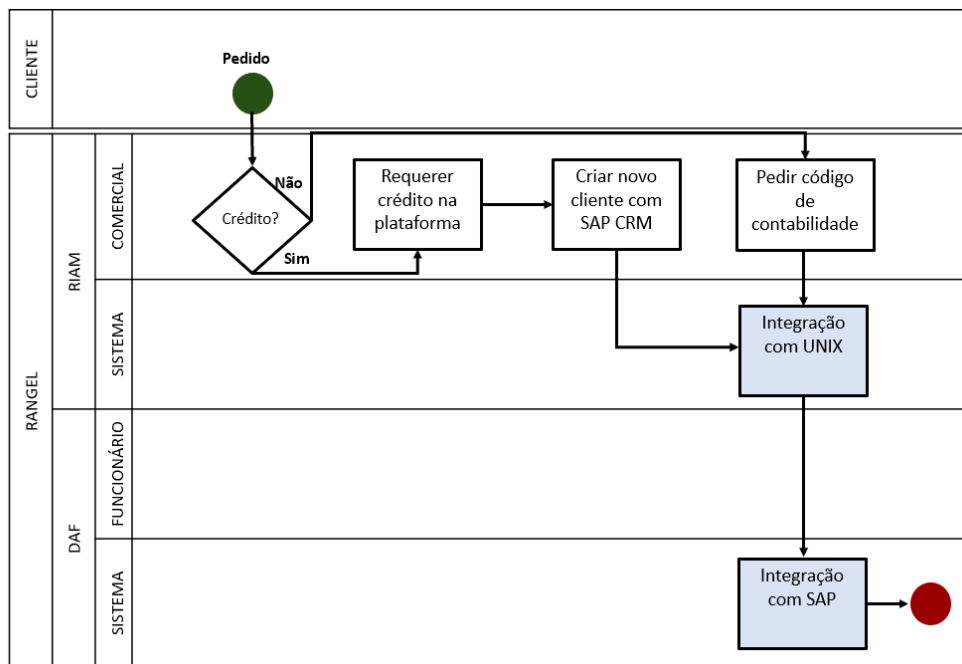 CLIENTE
Pedido
RANGEL
RIAM
COMERCIAL
Crédito?
Não
Sim
Requerer
crédito na
plataforma
Criar novo
cliente com
SAP CRM
Pedir código
de
contabilidade
SISTEMA
Integração
com UNIX
DAF
FUNCIONÁRIO
SISTEMA
Integração
com SAP